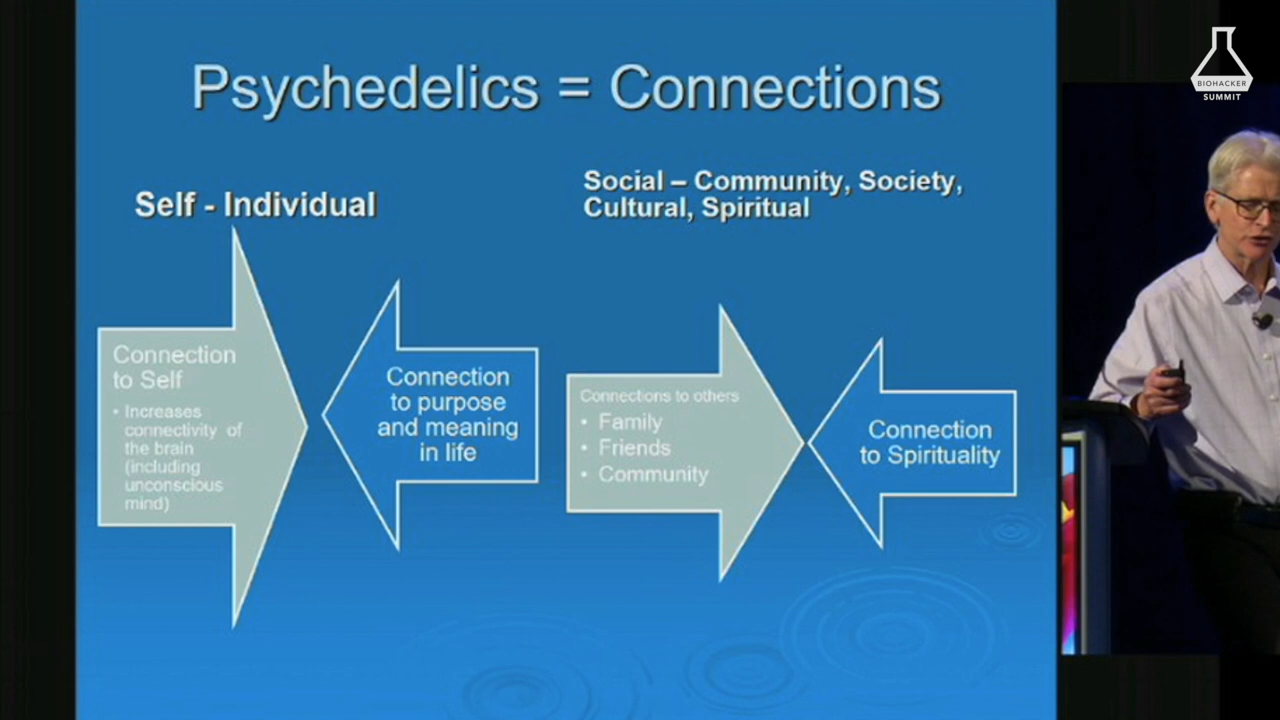 Psychedelics = Connections
Self - Individual
Social – Community, Society,
Cultural, Spiritual
Connection
to Self
• Increases
connectivity of
the brain
(including
unconscious
mind)
Connection
to purpose
and meaning
in life
Connections to others
• Family
• Friends
• Community
Connection
to Spirituality
BIOHACKER
SUMMIT